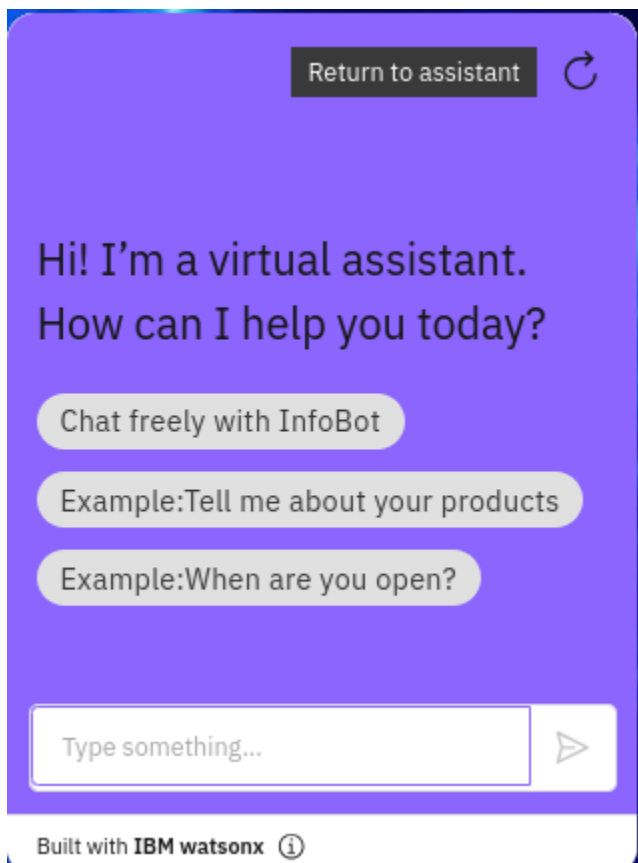 Return to assistant
Hi! I’m a virtual assistant.
How can I help you today?
Chat freely with InfoBot
Example:Tell me about your products
Example:When are you open?
Type something...
Built with IBM watsonx